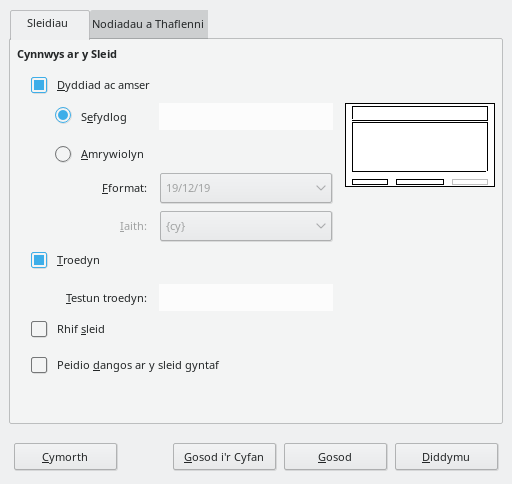 Sleidiau
Nodiadau a Thaflenni
Cynnwys ar y Sleid
Dyddiad ac amser
Sefydlog
Amrywiolyn
Fformat:
19/12/19
Iaith:
{cy}
Troedyn
Testun troedyn:
Rhif sleid
Peidio dangos ar y sleid gyntaf
Cymorth
Gosod i'r Cyfan
Gosod
Diddymu